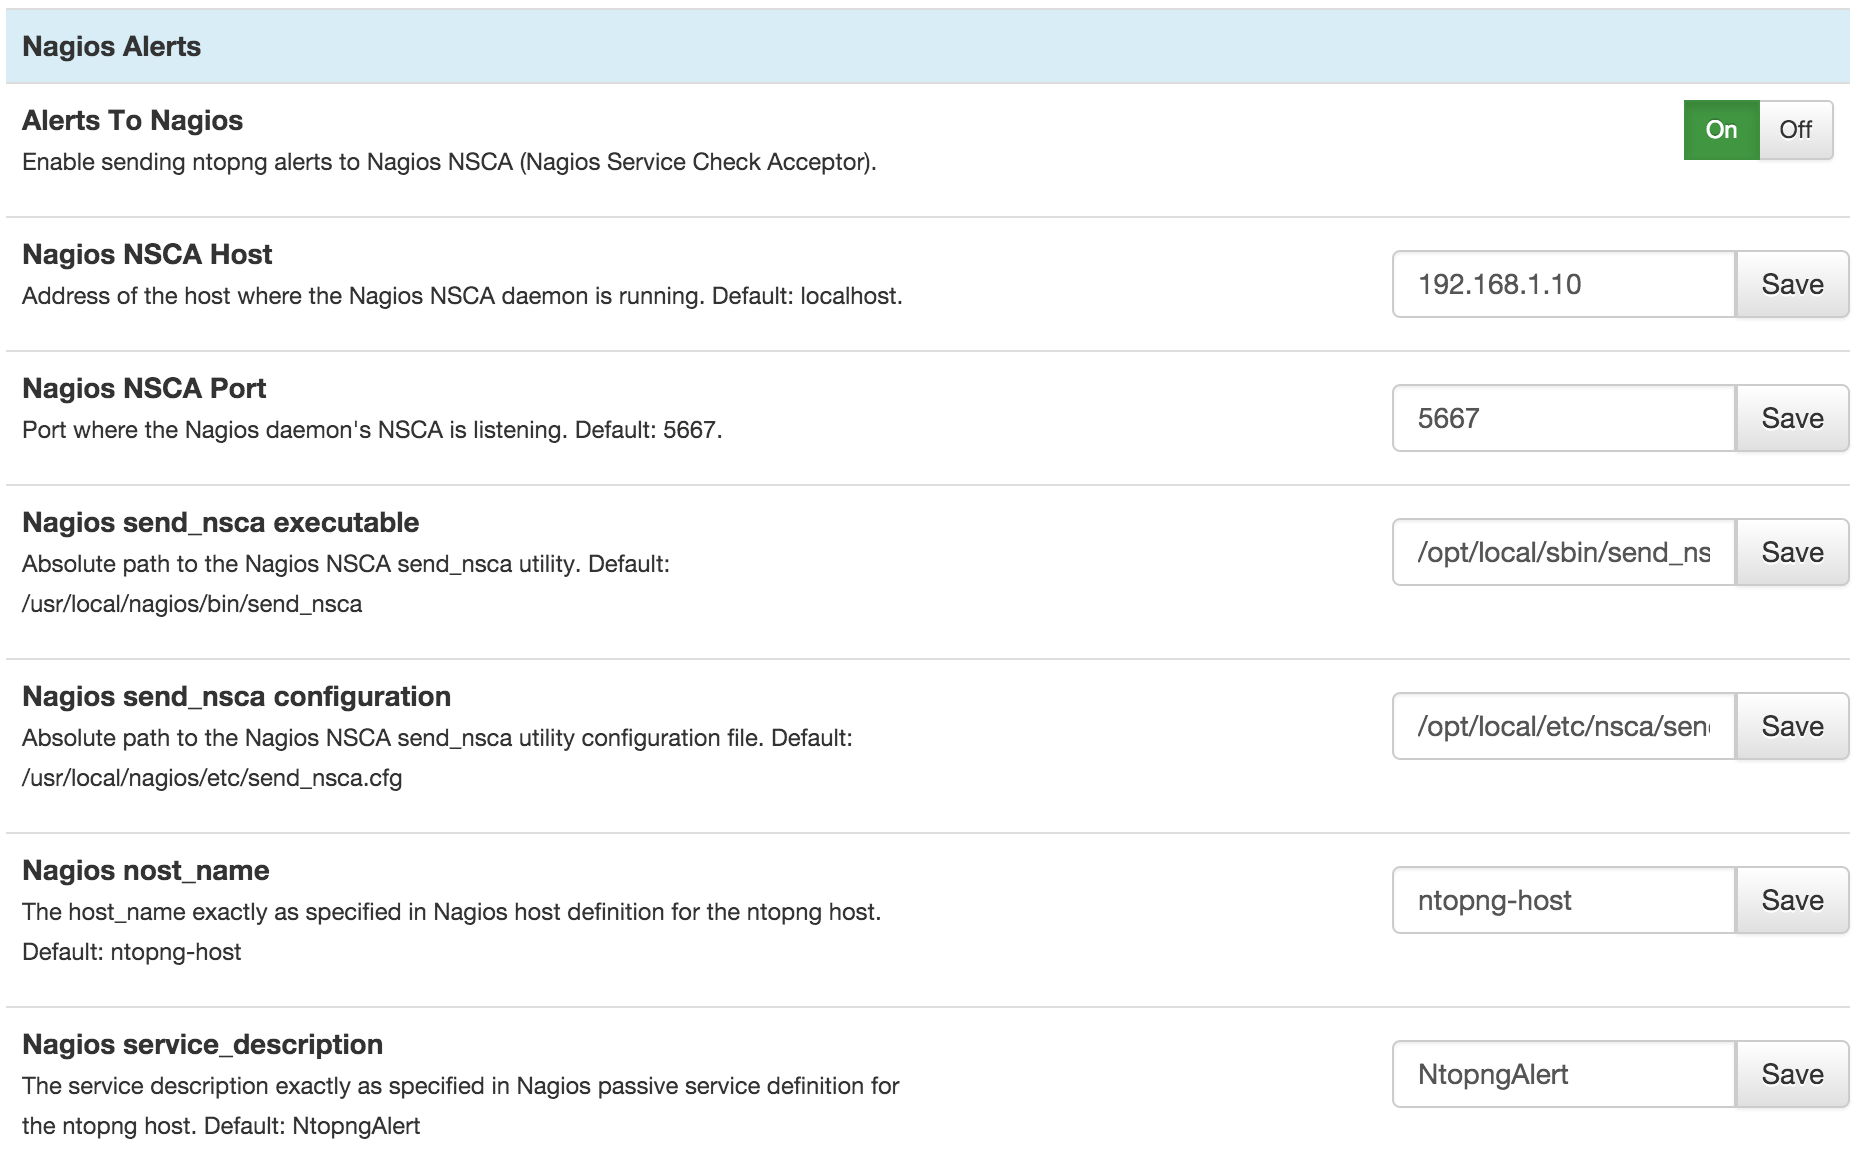 Nagios Alerts
Alerts To Nagios
On Off
Enable sending ntopng alerts to Nagios NSCA (Nagios Service Check Acceptor).
Nagios NSCA Host
Address of the host where the Nagios NSCA daemon is running. Default: localhost.
192.168.1.10 Save
Nagios NSCA Port
Port where the Nagios daemon's NSCA is listening. Default: 5667.
5667 Save
Nagios send_nsca executable
Absolute path to the Nagios NSCA send_nsca utility. Default:
/usr/local/nagios/bin/send_nsca
/opt/local/sbin/send_ns Save
Nagios send_nsca configuration
Absolute path to the Nagios NSCA send_nsca utility configuration file. Default:
/usr/local/nagios/etc/send_nsca.cfg
/opt/local/etc/nsca/sen Save
Nagios nost_name
The host_name exactly as specified in Nagios host definition for the ntopng host.
Default: ntopng-host
ntopng-host Save
Nagios service_description
The service description exactly as specified in Nagios passive service definition for
the ntopng host. Default: NtopngAlert
NtopngAlert Save